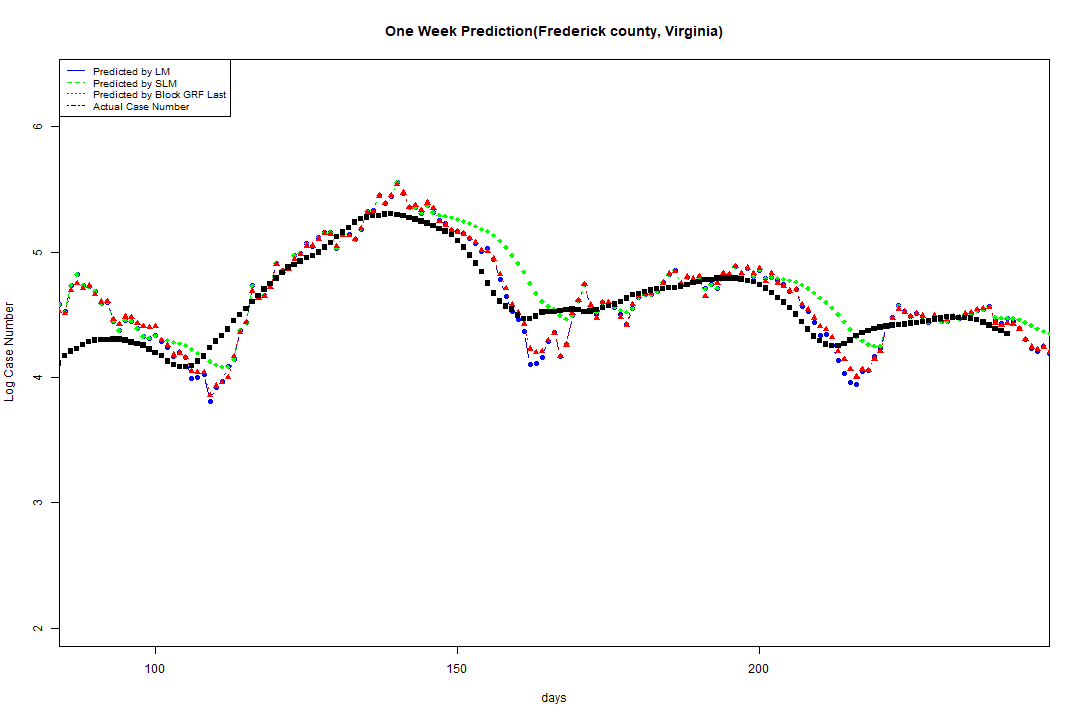 One Week Prediction(Frederick county, Virginia)
Predicted by LM
Predicted by SLM
Predicted by Block GRF Last
Actual Case Number
6
5
4
3
2
Log Case Number
100 150 200
days